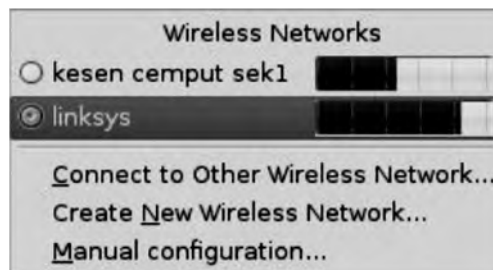 Wireless Networks
kesen cemput sek1
linksys
Connect to Other Wireless Network...
Create New Wireless Network...
Manual configuration...